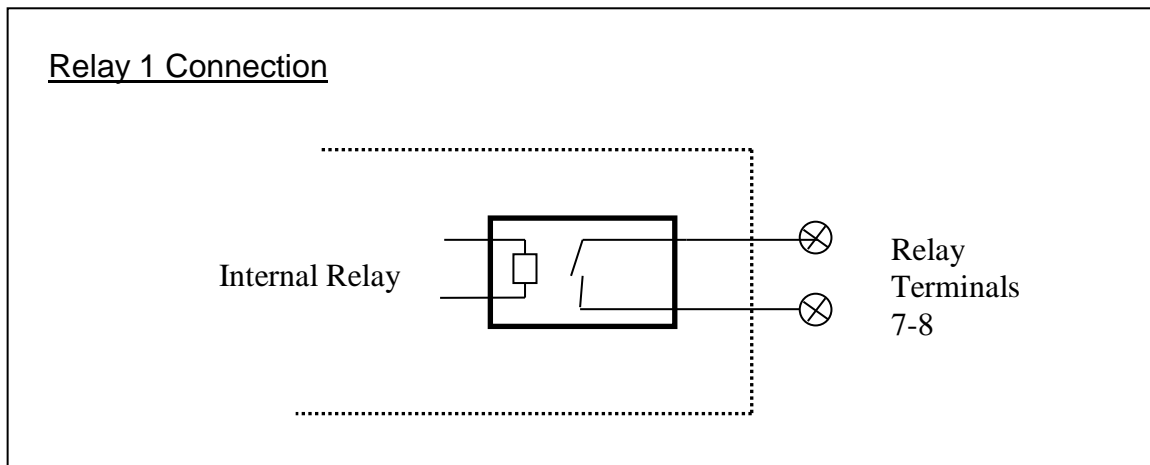 Relay 1 Connection
Internal Relay
Relay
Terminals
7-8